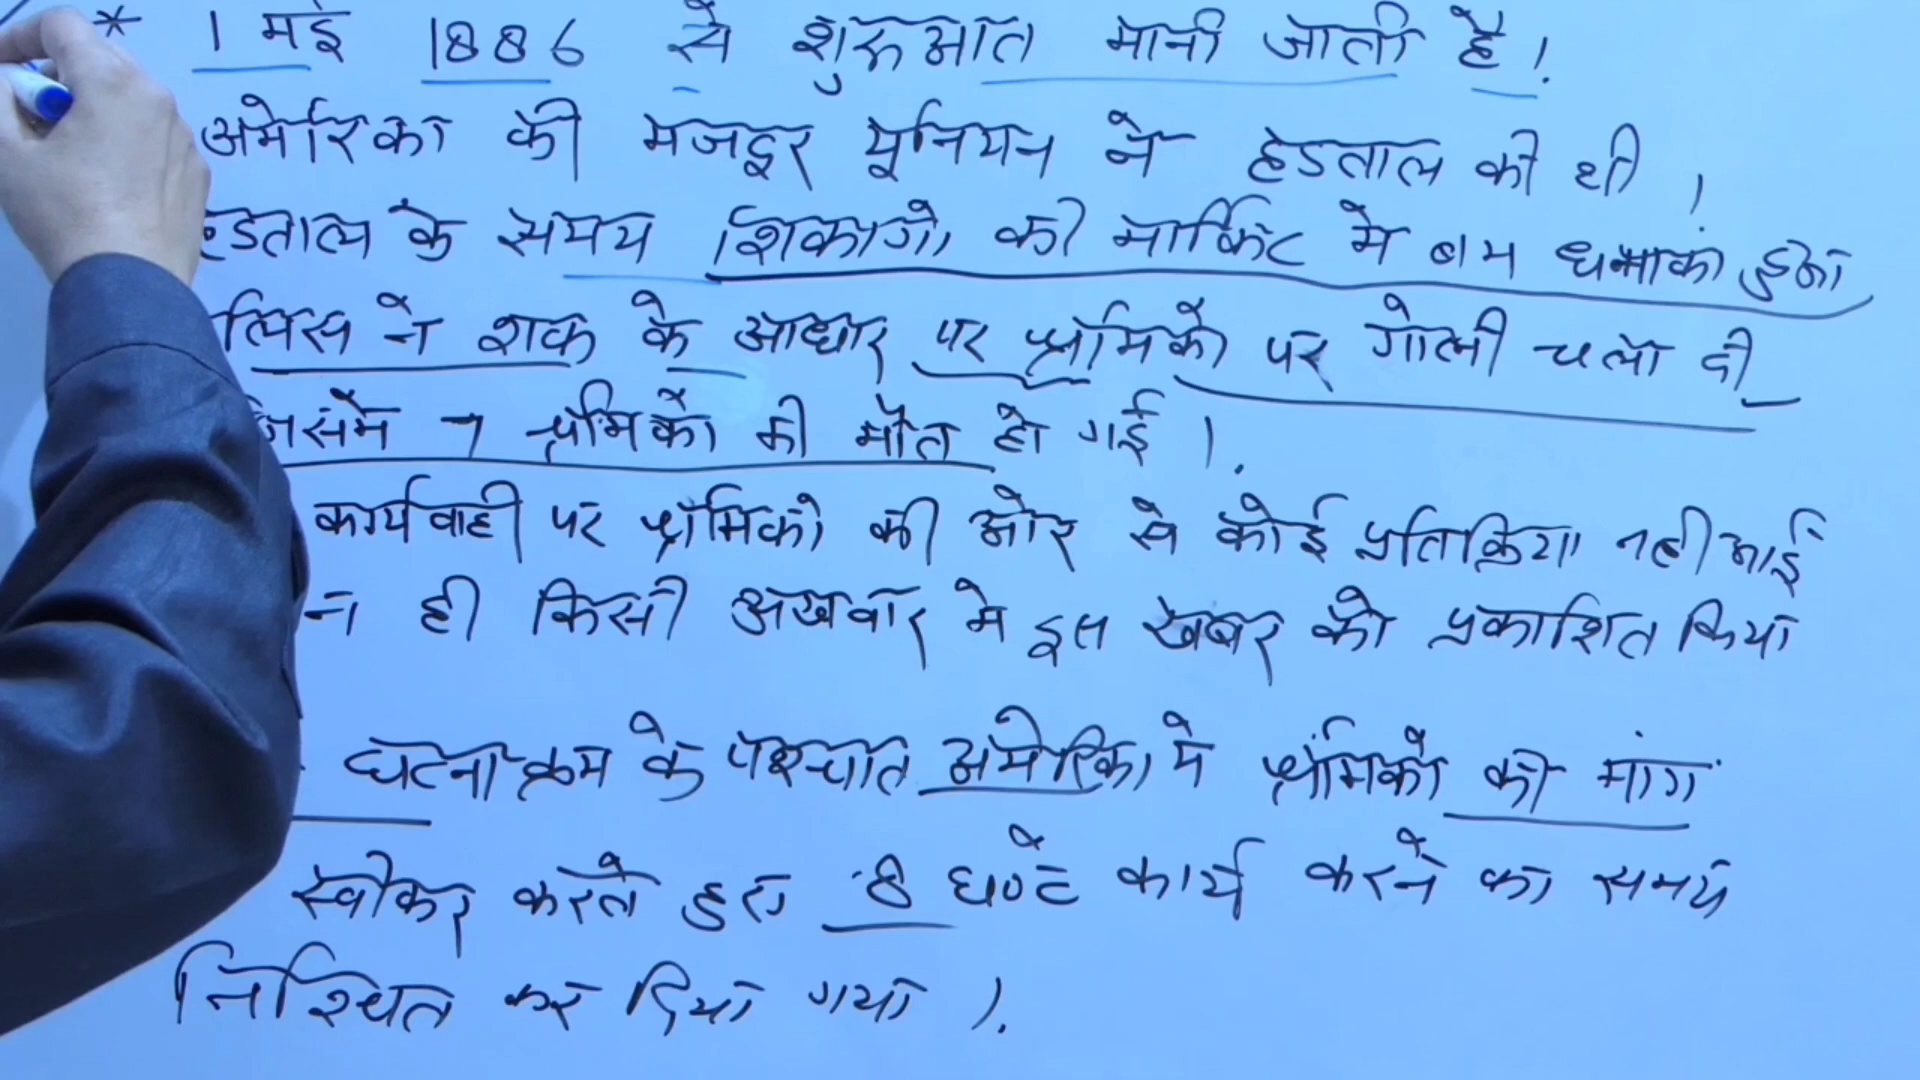 * 1 मई 1886 से शुरुआत मानी जाती है।
अमेरिका की मजदूर यूनियन ने हडताल की थी ।
हडताल के समय शिकागो की मार्किट मे बम धमाका हुआ
लिस ने शक के आधार पर श्रमिको पर गोली चला दी
जिसमे 7 श्रमिको की मौत हो गई ।
कार्यवाही पर श्रमिको की ओर से कोई प्रतिक्रिया नही आई
न ही किसी अखबार मे इस खबर को प्रकाशित किया
घटनाक्रम के पश्चात अमेरिका मे श्रमिको की मांग
स्वीकार करते हुए 8 घण्टे कार्य करने का समय
निश्चित कर दिया गया ।